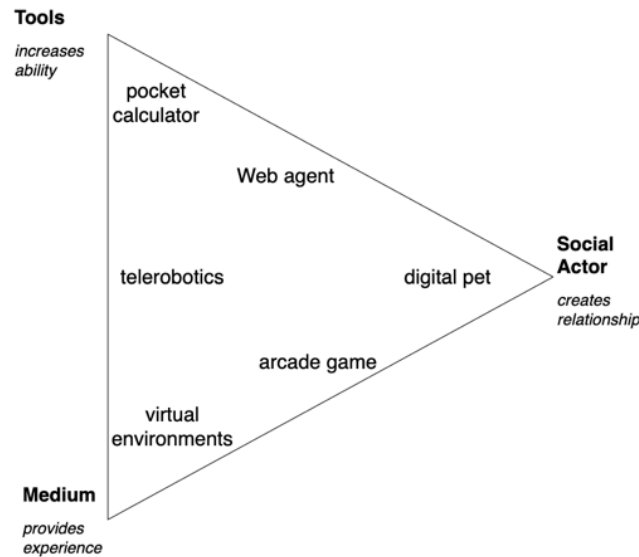 Tools
increases
ability
pocket
calculator
Web agent
Social
Actor
creates
relationship
telerobotics
digital pet
arcade game
virtual
environments
Medium
provides
experience